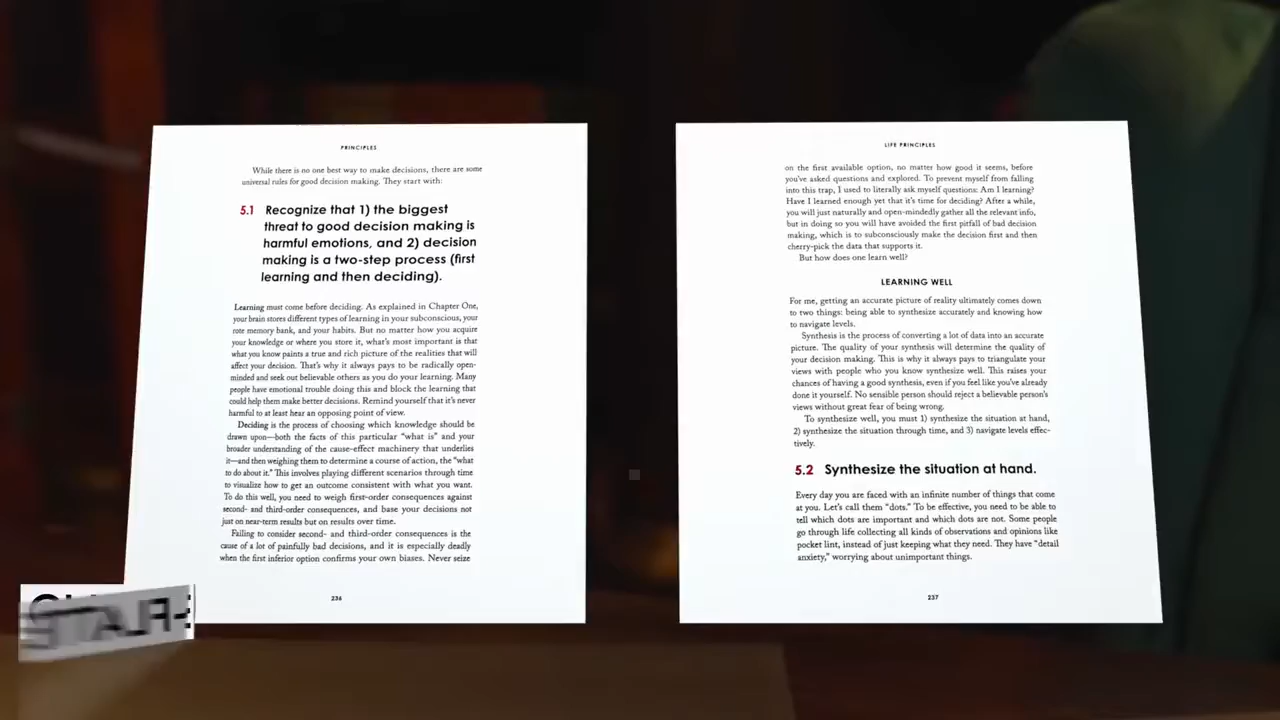 PRINCIPLES
While there is no one best way to make decisions, there are some
universal rules for good decision making. They start with:
5.1 Recognize that 1) the biggest
threat to good decision making is
harmful emotions, and 2) decision
making is a two-step process (first
learning and then deciding).
Learning must come before deciding. As explained in Chapter One,
your brain stores different types of learning in your subconscious, your
rote memory bank, and your habits. But no matter how you acquire
your knowledge or where you store it, what's most important is that
what you know paints a true and rich picture of the realities that will
affect your decision. That's why it always pays to be radically open-
minded and seek out believable others as you do your learning. Many
people have emotional trouble doing this and block the learning that
could help them make better decisions. Remind yourself that it's never
harmful to at least hear an opposing point of view.
Deciding is the process of choosing which knowledge should be
drawn upon—both the facts of this particular "what is" and your
broader understanding of the cause-effect machinery that underlies
it—and then weighing them to determine a course of action, the "what
to do about it." This involves playing different scenarios through time
to visualize how to get an outcome consistent with what you want.
To do this well, you need to weigh first-order consequences against
second- and third-order consequences, and base your decisions not
just on near-term results but on results over time.
Failing to consider second- and third-order consequences is the
cause of a lot of painfully bad decisions, and it is especially deadly
when the first inferior option confirms your own biases. Never seize
236
LIFE PRINCIPLES
on the first available option, no matter how good it seems, before
you've asked questions and explored. To prevent myself from falling
into this trap, I used to literally ask myself questions: Am I learning?
Have I learned enough yet that it's time for deciding? After a while,
you will just naturally and open-mindedly gather all the relevant info,
but in doing so you will have avoided the first pitfall of bad decision
making, which is to subconsciously make the decision first and then
cherry-pick the data that supports it.
But how does one learn well?
LEARNING WELL
For me, getting an accurate picture of reality ultimately comes down
to two things: being able to synthesize accurately and knowing how
to navigate levels.
Synthesis is the process of converting a lot of data into an accurate
picture. The quality of your synthesis will determine the quality of
your decision making. This is why it always pays to triangulate your
views with people who you know synthesize well. This raises your
chances of having a good synthesis, even if you feel like you've already
done it yourself. No sensible person should reject a believable person's
views without great fear of being wrong.
To synthesize well, you must 1) synthesize the situation at hand,
2) synthesize the situation through time, and 3) navigate levels effec-
tively.
5.2 Synthesize the situation at hand.
Every day you are faced with an infinite number of things that come
at you. Let's call them "dots." To be effective, you need to be able to
tell which dots are important and which dots are not. Some people
go through life collecting all kinds of observations and opinions like
pocket lint, instead of just keeping what they need. They have "detail
anxiety," worrying about unimportant things.
237